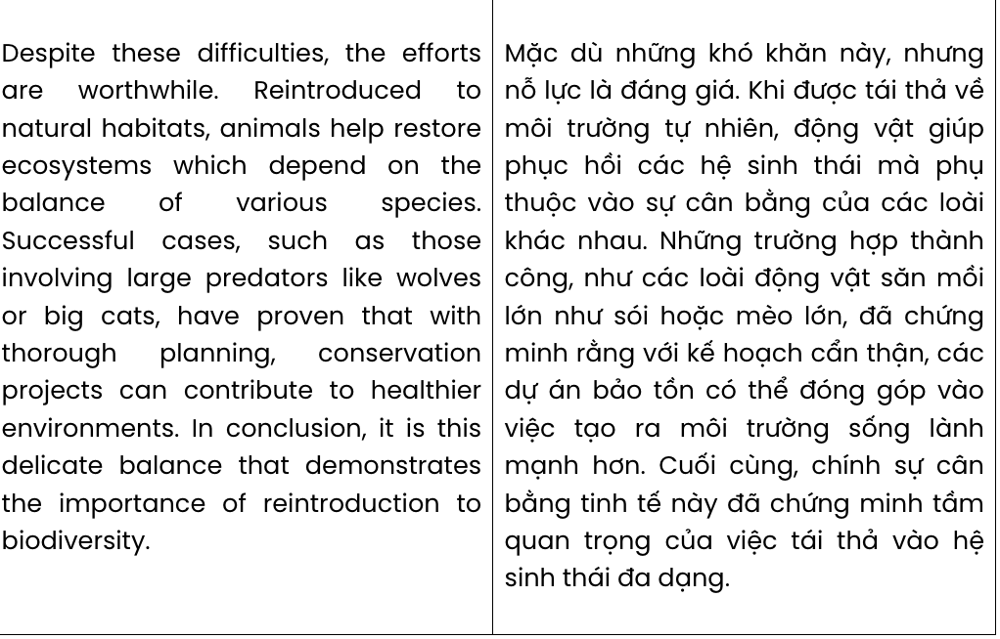 Despite these difficulties, the efforts
are worthwhile. Reintroduced to
natural habitats, animals help restore
ecosystems which depend on the
balance of various species.
Successful cases, such as those
involving large predators like wolves
or big cats, have proven that with
thorough planning, conservation
projects can contribute to healthier
environments. In conclusion, it is this
delicate balance that demonstrates
the importance of reintroduction to
biodiversity.
Mặc dù những khó khăn này, nhưng
nỗ lực là đáng giá. Khi được tái thả về
môi trường tự nhiên, động vật giúp
phục hồi các hệ sinh thái mà phụ
thuộc vào sự cân bằng của các loài
khác nhau. Những trường hợp thành
công, như các loài động vật săn mồi
lớn như sói hoặc mèo lớn, đã chứng
minh rằng với kế hoạch cẩn thận, các
dự án bảo tồn có thể đóng góp vào
việc tạo ra môi trường sống lành
mạnh hơn. Cuối cùng, chính sự cân
bằng tinh tế này đã chứng minh tầm
quan trọng của việc tái thả vào hệ
sinh thái đa dạng.